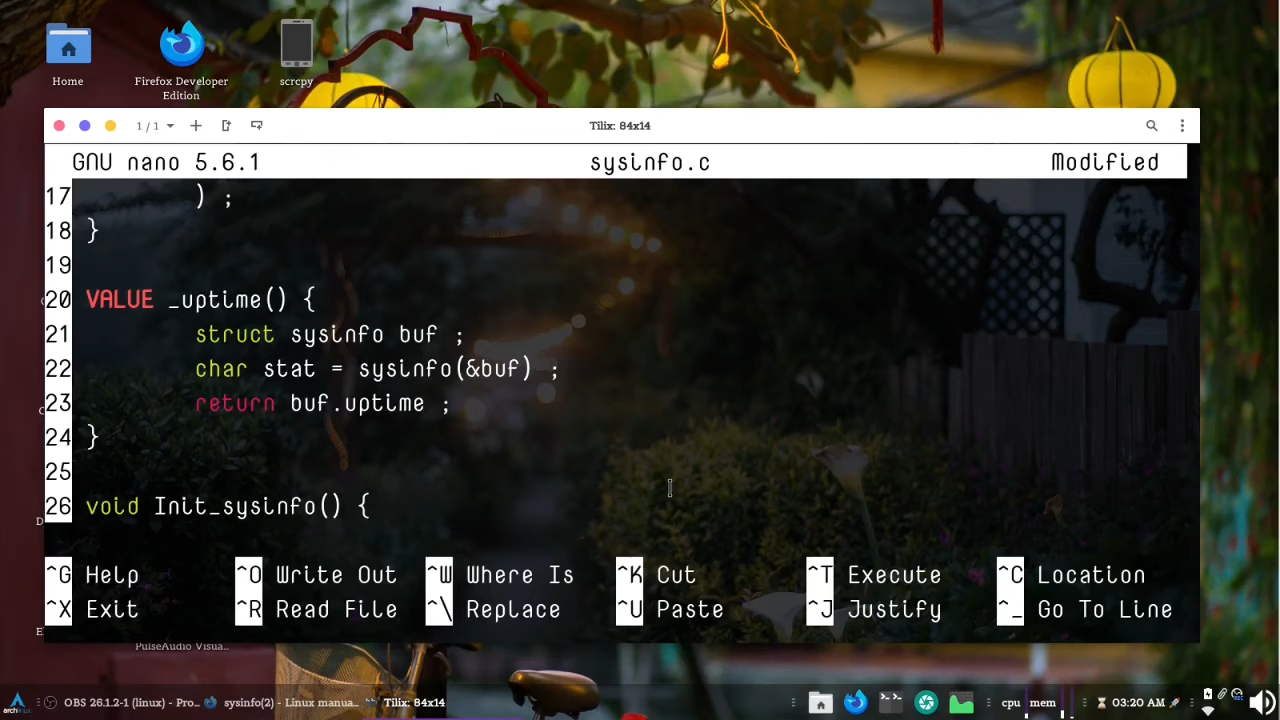 Home
Firefox Developer
Edition
scrcpy
1 / 1
Tilix: 84x14
GNU nano 5.6.1 sysinfo.c Modified
17 ) ;
18 }
19
20 VALUE _uptime() {
21 struct sysinfo buf ;
22 char stat = sysinfo(&buf) ;
23 return buf.uptime ;
24 }
25
26 void Init_sysinfo() {
^G Help ^O Write Out ^W Where Is ^K Cut ^T Execute ^C Location
^X Exit ^R Read File ^\ Replace ^U Paste ^J Justify ^_ Go To Line
PulseAudio Visua...
OBS 26.1.2-1 (linux) - Pro... sysinfo(2) — Linux manua... Tilix: 84x14 cpu mem 03:20 AM